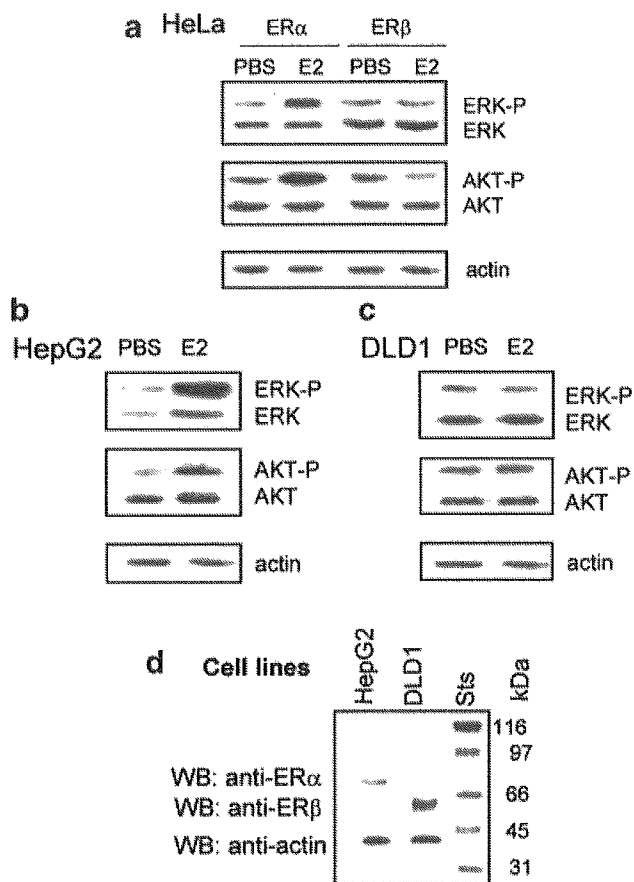 a HeLa ERα ERβ
PBS E2 PBS E2
ERK-P
ERK
AKT-P
AKT
actin
b
HepG2 PBS E2
ERK-P
ERK
AKT-P
AKT
actin
c
DLD1 PBS E2
ERK-P
ERK
AKT-P
AKT
actin
d Cell lines HepG2 DLD1 Sts kDa
116
97
WB: anti-ERα
66
WB: anti-ERβ
45
WB: anti-actin
31